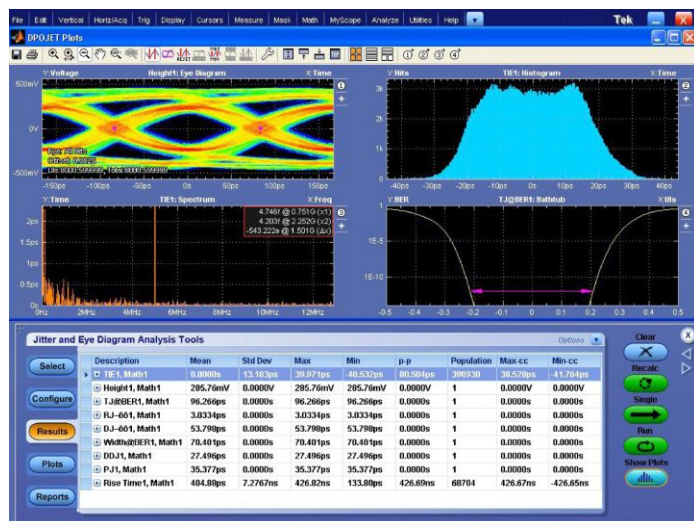 File Edit Vertical Horiz/Acq Trig Display Cursors Measure Mask Math MyScope Analyze Utilities Help Tek
DPOJET Plots
Y:Voltage Height1: Eye Diagram X:Time
500mV
0V
-500mV
-150ps -100ps -50ps 0s 50ps 100ps 150ps
Y:Hits TIE1: Histogram X:Time
3k
2k
1k
0
-40ps -30ps -20ps -10ps 0s 10ps 20ps 30ps 40ps
Y:Time TIE1: Spectrum X:Freq
4.746f @ 0.751G (x1)
4.203f @ 2.252G (x2)
-543.222a @ 1.501G (Δx)
2ps
1.5ps
1ps
0.5ps
0s
0Hz 2MHz 4MHz 6MHz 8MHz 10MHz 12MHz
Y:BER TJ@BER1: Bathtub X:UIs
1
1E-5
1E-10
-0.5 -0.4 -0.3 -0.2 -0.1 0 0.1 0.2 0.3 0.4 0.5
Jitter and Eye Diagram Analysis Tools
Options
Clear
Select
Configure
Results
Plots
Reports
Description Mean Std Dev Max Min p-p Population Max-cc Min-cc
TIE1, Math1 0.0000s 13.183ps 39.971ps -40.532ps 80.504ps 390930 38.528ps -41.764ps
Height1, Math1 285.76mV 0.0000V 285.76mV 285.76mV 0.0000V 1 0.0000V 0.0000V
TJ@BER1, Math1 96.266ps 0.0000s 96.266ps 96.266ps 0.0000s 1 0.0000s 0.0000s
RJ-δδ1, Math1 3.0334ps 0.0000s 3.0334ps 3.0334ps 0.0000s 1 0.0000s 0.0000s
DJ-δδ1, Math1 53.798ps 0.0000s 53.798ps 53.798ps 0.0000s 1 0.0000s 0.0000s
Width@BER1, Math1 70.401ps 0.0000s 70.401ps 70.401ps 0.0000s 1 0.0000s 0.0000s
DDJ1, Math1 27.496ps 0.0000s 27.496ps 27.496ps 0.0000s 1 0.0000s 0.0000s
PJ1, Math1 35.377ps 0.0000s 35.377ps 35.377ps 0.0000s 1 0.0000s 0.0000s
Rise Time1, Math1 404.88ps 7.2767ns 426.82ns 133.80ps 426.69ns 68704 426.67ns -426.65ns
Recalc
Single
Run
Show Plots